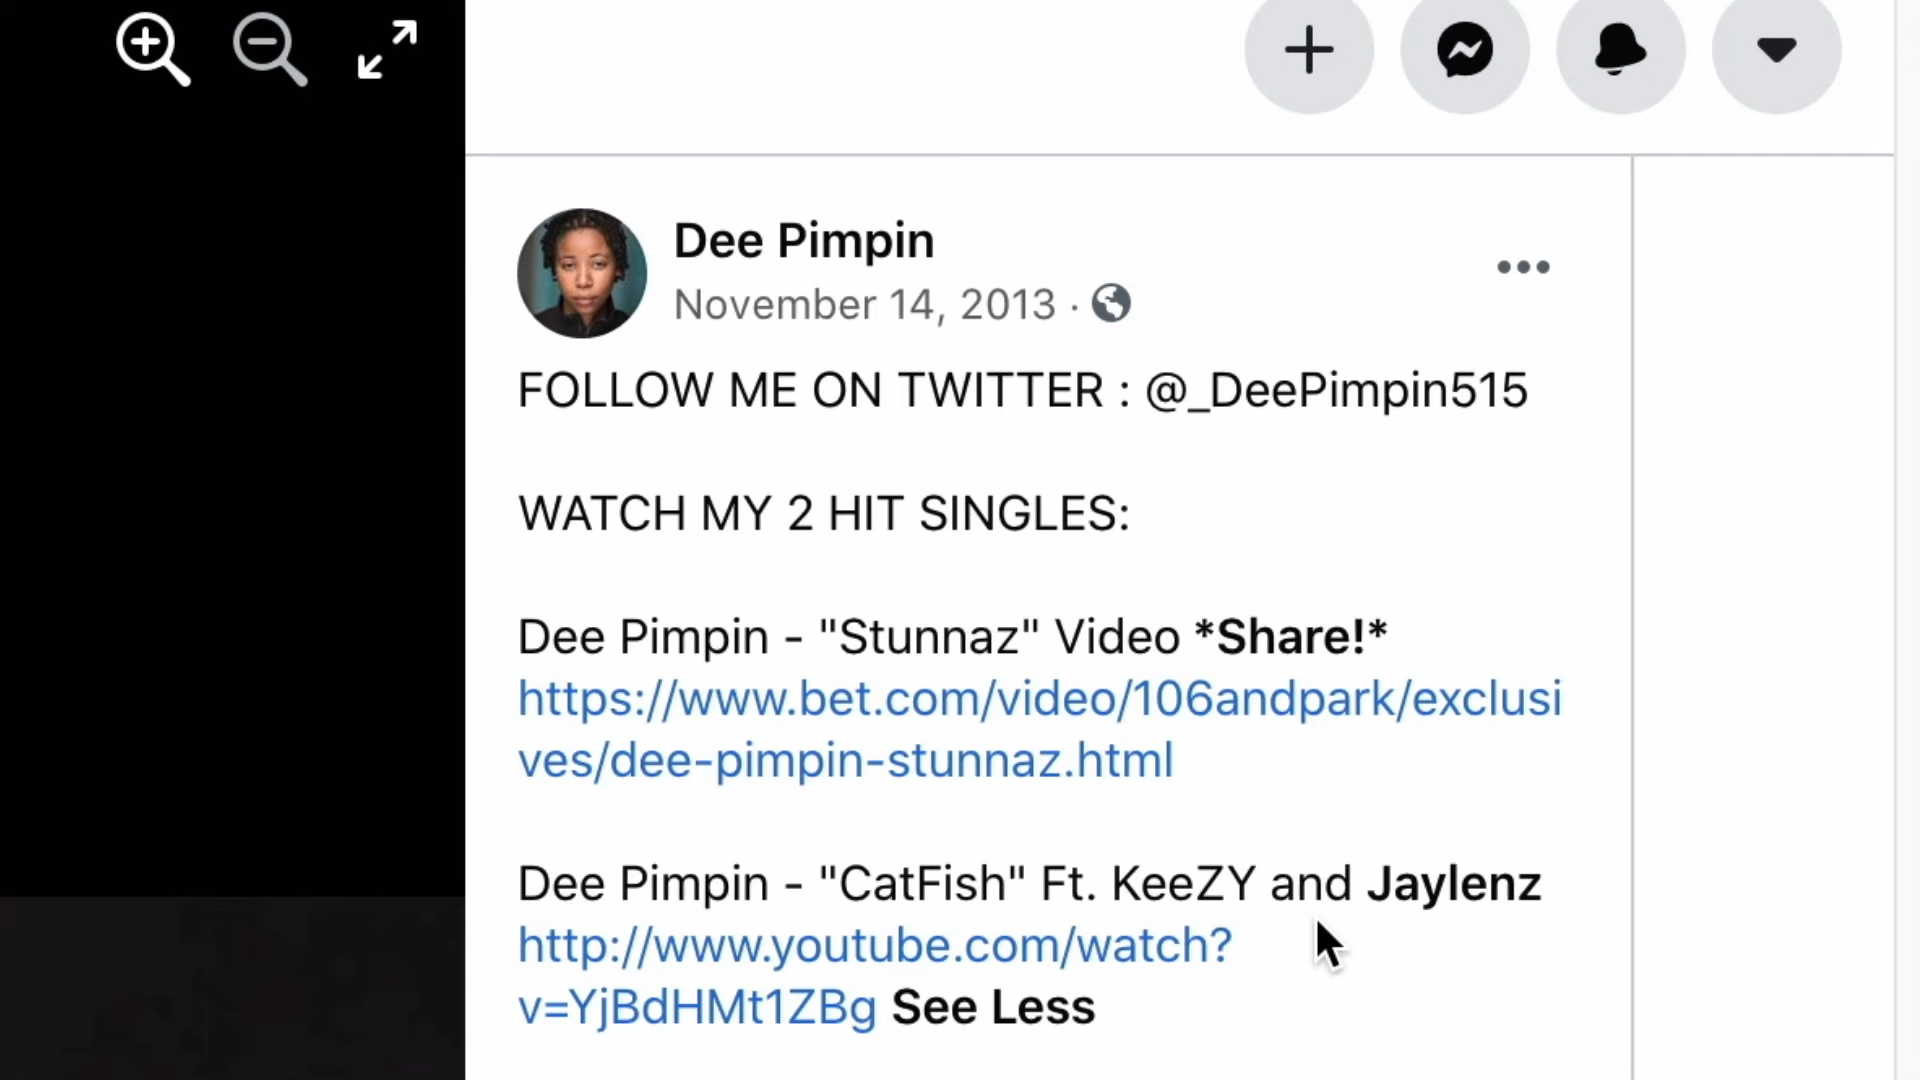 Dee Pimpin
November 14, 2013 ·
FOLLOW ME ON TWITTER : @_DeePimpin515
WATCH MY 2 HIT SINGLES:
Dee Pimpin - "Stunnaz" Video *Share!*
https://www.bet.com/video/106andpark/exclusi
ves/dee-pimpin-stunnaz.html
Dee Pimpin - "CatFish" Ft. KeeZY and Jaylenz
http://www.youtube.com/watch?
v=YjBdHMt1ZBg See Less